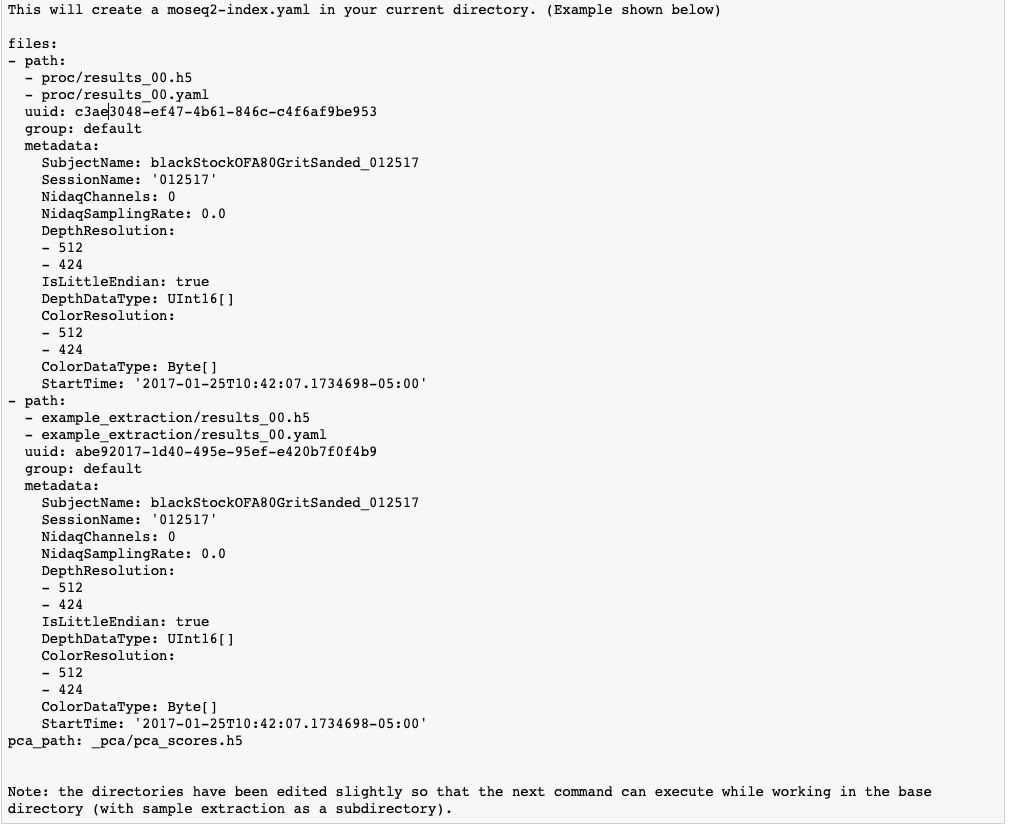 This will create a moseq2-index.yaml in your current directory. (Example shown below)
files:
- path:
  - proc/results_00.h5
  - proc/results_00.yaml
  uuid: c3ae3048-ef47-4b61-846c-c4f6af9be953
  group: default
  metadata:
    SubjectName: blackStockOFA80GritSanded_012517
    SessionName: '012517'
    NidaqChannels: 0
    NidaqSamplingRate: 0.0
    DepthResolution:
    - 512
    - 424
    IsLittleEndian: true
    DepthDataType: UInt16[]
    ColorResolution:
    - 512
    - 424
    ColorDataType: Byte[]
    StartTime: '2017-01-25T10:42:07.1734698-05:00'
- path:
  - example_extraction/results_00.h5
  - example_extraction/results_00.yaml
  uuid: abe92017-1d40-495e-95ef-e420b7f0f4b9
  group: default
  metadata:
    SubjectName: blackStockOFA80GritSanded_012517
    SessionName: '012517'
    NidaqChannels: 0
    NidaqSamplingRate: 0.0
    DepthResolution:
    - 512
    - 424
    IsLittleEndian: true
    DepthDataType: UInt16[]
    ColorResolution:
    - 512
    - 424
    ColorDataType: Byte[]
    StartTime: '2017-01-25T10:42:07.1734698-05:00'
pca_path: _pca/pca_scores.h5
Note: the directories have been edited slightly so that the next command can execute while working in the base
directory (with sample extraction as a subdirectory).